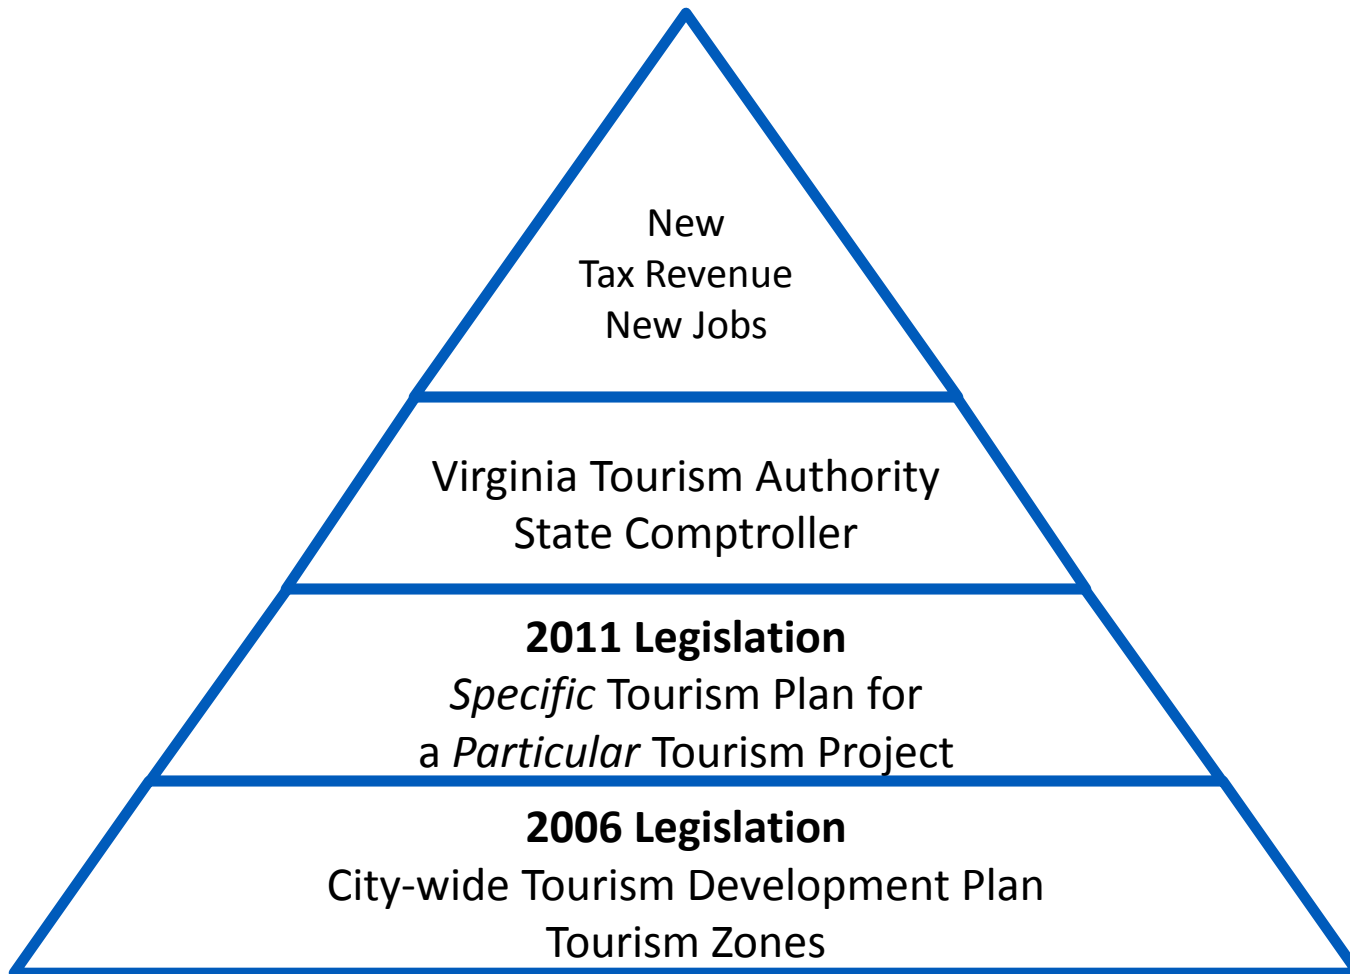 New
Tax Revenue
New Jobs
Virginia Tourism Authority
State Comptroller
2011 Legislation
Specific Tourism Plan for
a Particular Tourism Project
2006 Legislation
City-wide Tourism Development Plan
Tourism Zones